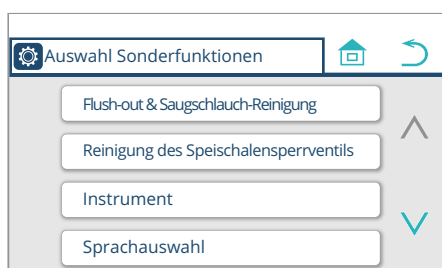 Auswahl Sonderfunktionen
Flush-out & Saugschlauch-Reinigung
Reinigung des Speischalensperrventils
Instrument
Sprachauswahl